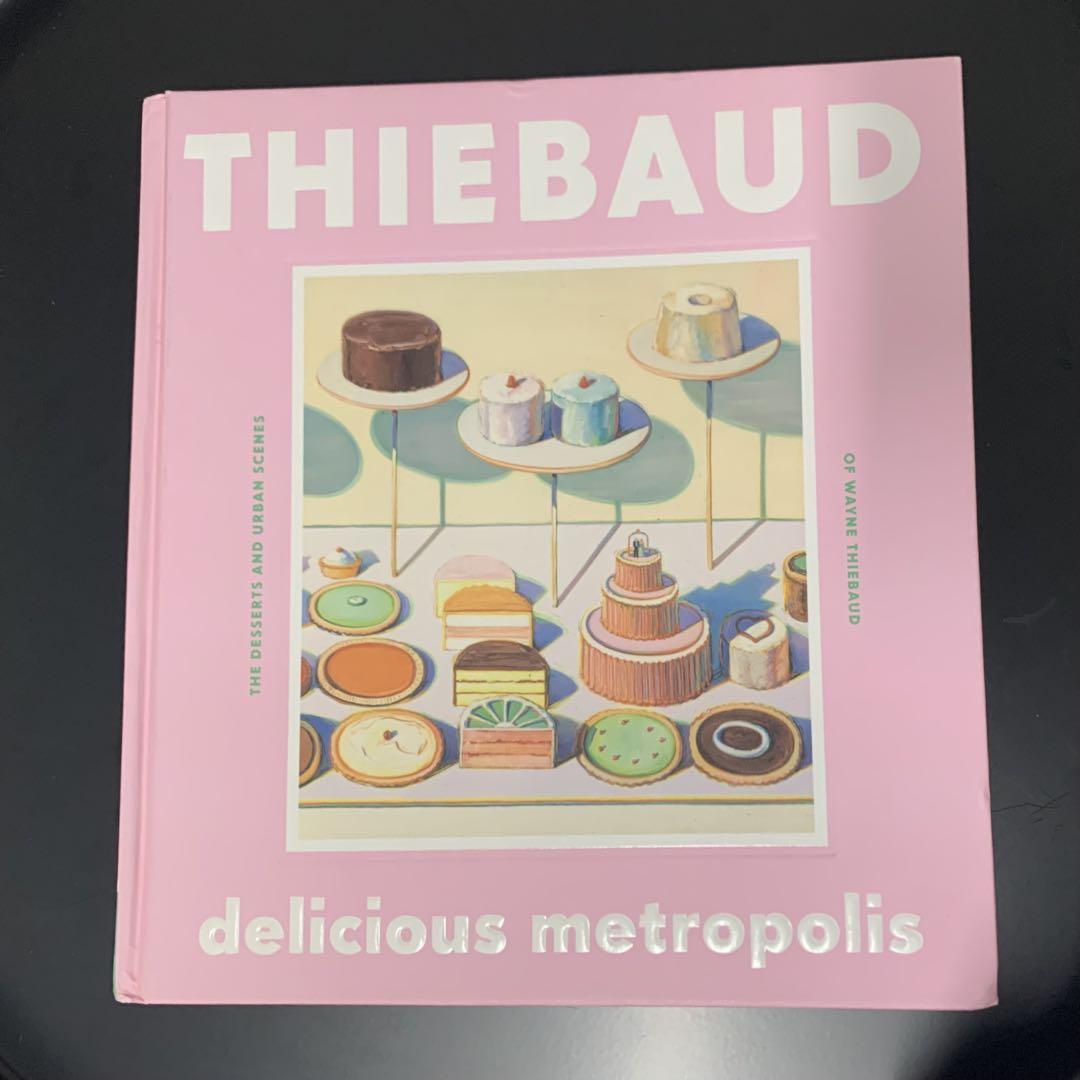 THIEBAUD
THE DESSERTS AND URBAN SCENES
OF WAYNE THIEBAUD
delicious metropolis